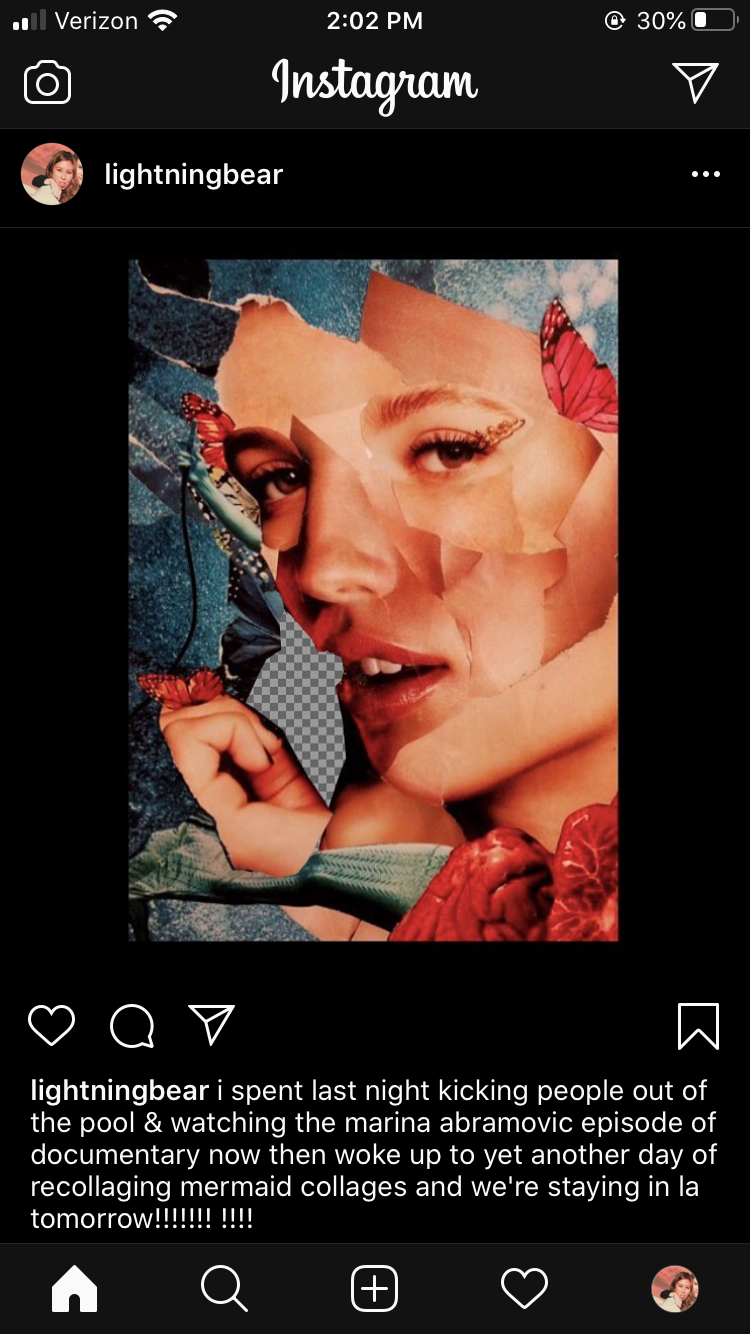 Verizon 2:02 PM 30%
Instagram
lightningbear
lightningbear i spent last night kicking people out of
the pool & watching the marina abramovic episode of
documentary now then woke up to yet another day of
recollaging mermaid collages and we're staying in la
tomorrow!!!!!!! !!!!